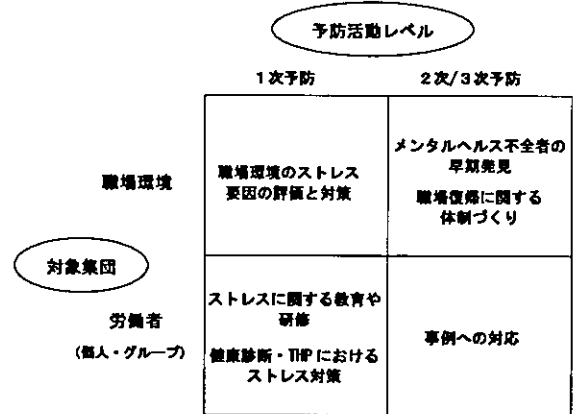 予防活動レベル
1次予防
2次/3次予防
職場環境
職場環境のストレス
要因の評価と対策
メンタルヘルス不全者の
早期発見
職場復帰に関する
体制づくり
対象集団
労働者
(個人・グループ)
ストレスに関する教育や
研修
健康診断・THPにおける
ストレス対策
事例への対応